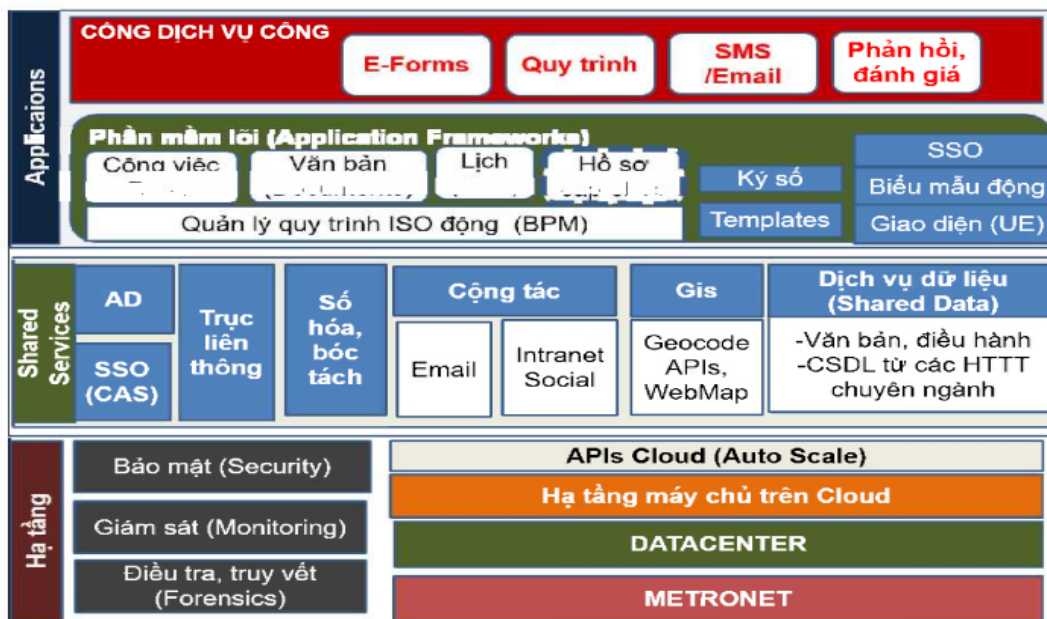 Applicaions
CÔNG DỊCH VỤ CÔNG
E-Forms
Quy trình
SMS
/Email
Phản hồi,
đánh giá
Phần mềm lõi (Application Frameworks)
Công việc
Văn bản
Lịch
Hồ sơ
Quản lý quy trình ISO động (BPM)
Ký số
Templates
SSO
Biểu mẫu động
Giao diện (UE)
Shared
Services
AD
SSO
(CAS)
Trục
liên
thông
Số
hóa,
bóc
tách
Cộng tác
Email
Intranet
Social
Gis
Geocode
APIs,
WebMap
Dịch vụ dữ liệu
(Shared Data)
-Văn bản, điều hành
-CSDL từ các HTTT
chuyên ngành
Hạ tầng
Bảo mật (Security)
Giám sát (Monitoring)
Điều tra, truy vết
(Forensics)
APIs Cloud (Auto Scale)
Hạ tầng máy chủ trên Cloud
DATACENTER
METRONET